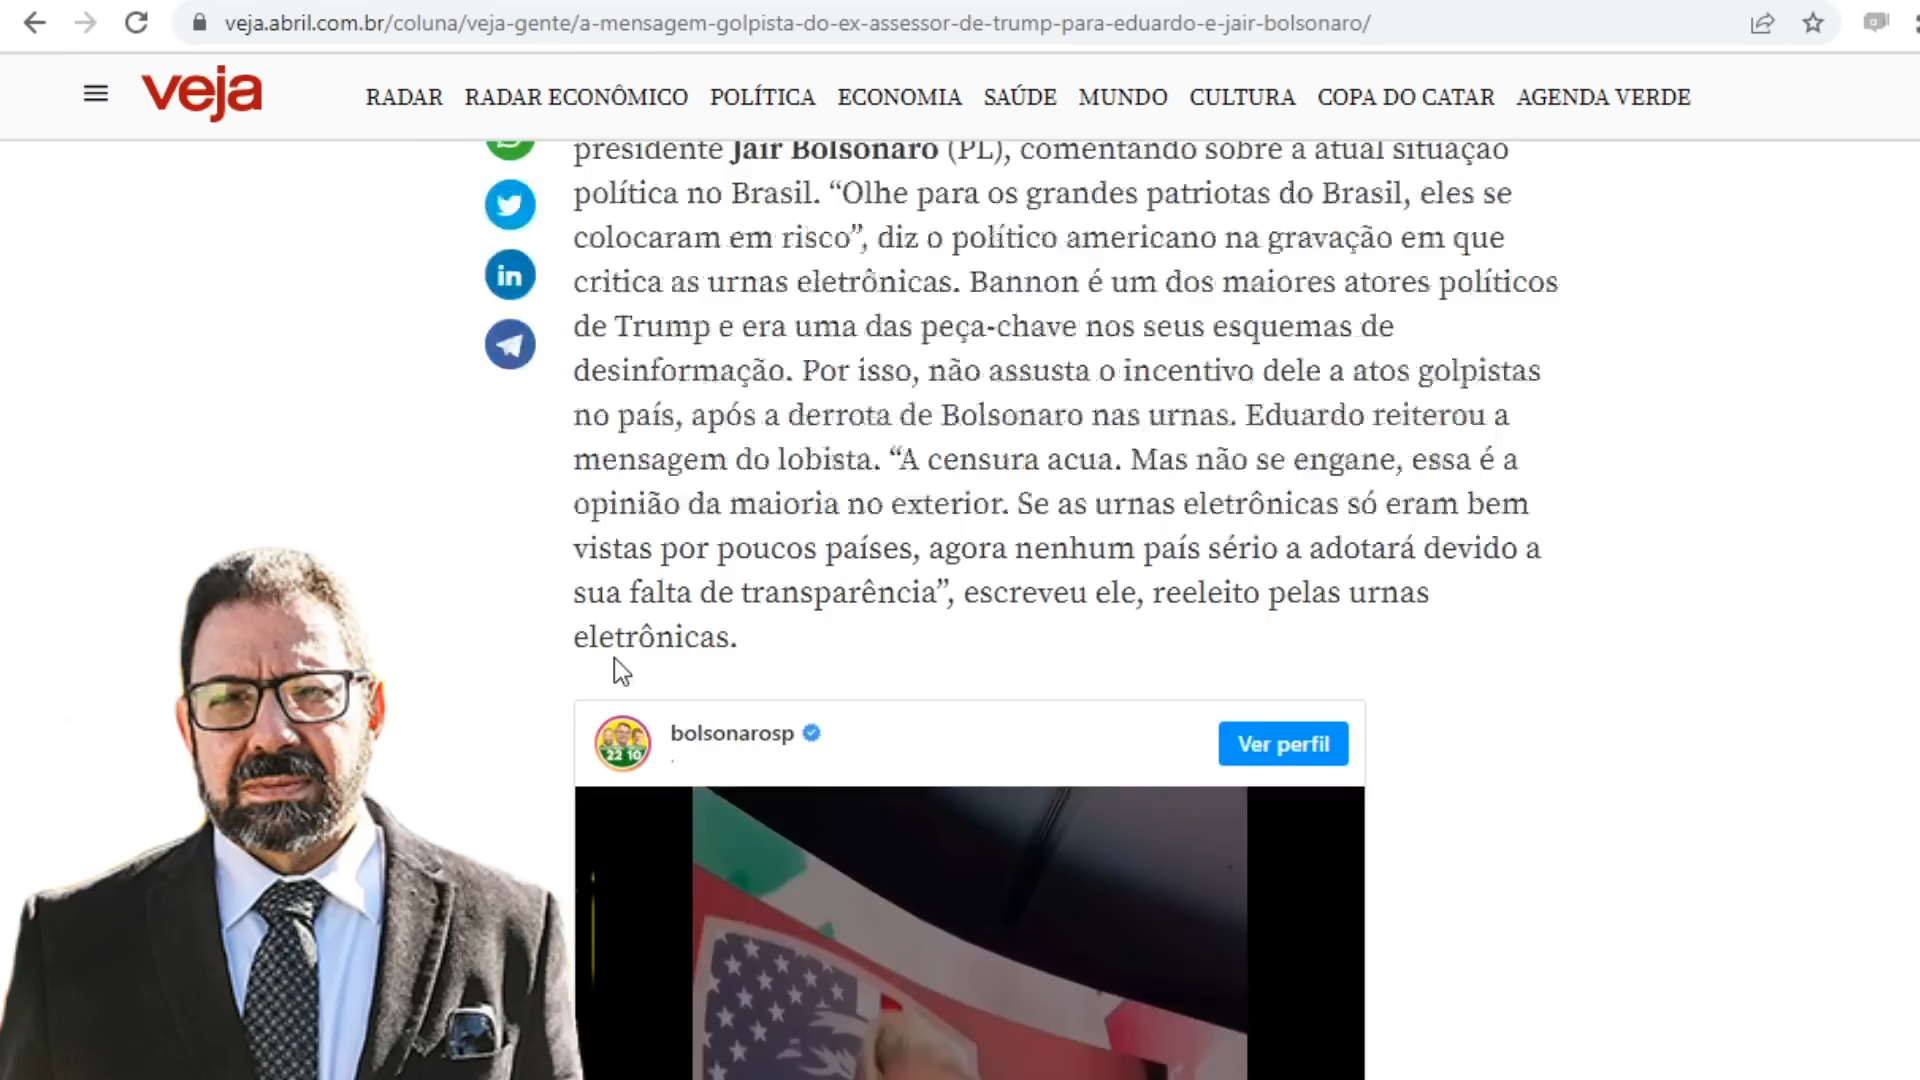 veja.abril.com.br/coluna/veja-gente/a-mensagem-golpista-do-ex-assessor-de-trump-para-eduardo-e-jair-bolsonaro/
veja
RADAR RADAR ECONÔMICO POLÍTICA ECONOMIA SAÚDE MUNDO CULTURA COPA DO CATAR AGENDA VERDE
presidente Jair Bolsonaro (PL), comentando sobre a atual situação
política no Brasil. “Olhe para os grandes patriotas do Brasil, eles se
colocaram em risco”, diz o político americano na gravação em que
critica as urnas eletrônicas. Bannon é um dos maiores atores políticos
de Trump e era uma das peça-chave nos seus esquemas de
desinformação. Por isso, não assusta o incentivo dele a atos golpistas
no país, após a derrota de Bolsonaro nas urnas. Eduardo reiterou a
mensagem do lobista. “A censura acua. Mas não se engane, essa é a
opinião da maioria no exterior. Se as urnas eletrônicas só eram bem
vistas por poucos países, agora nenhum país sério a adotará devido a
sua falta de transparência”, escreveu ele, reeleito pelas urnas
eletrônicas.
bolsonarosp
Ver perfil
22 10
in